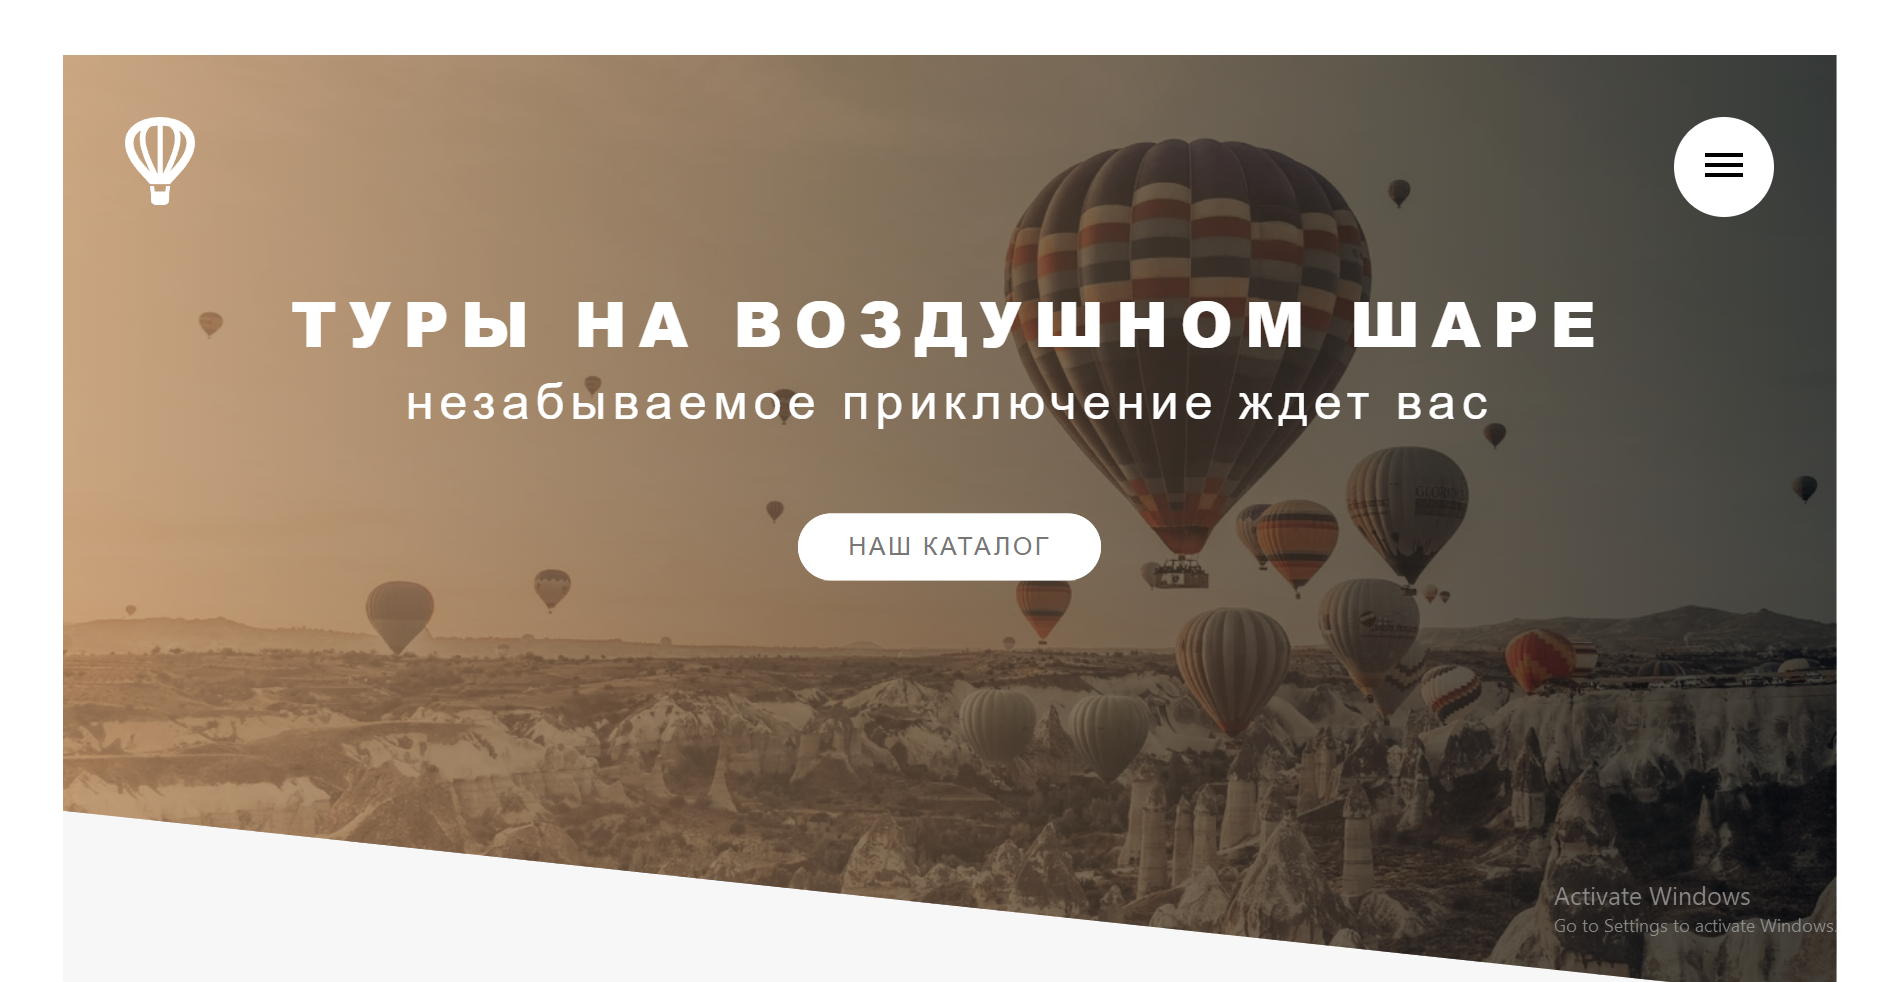 ТУРЫ НА ВОЗДУШНОМ ШАРЕ
незабываемое приключение ждет вас
НАШ КАТАЛОГ
Activate Windows
Go to Settings to activate Windows.